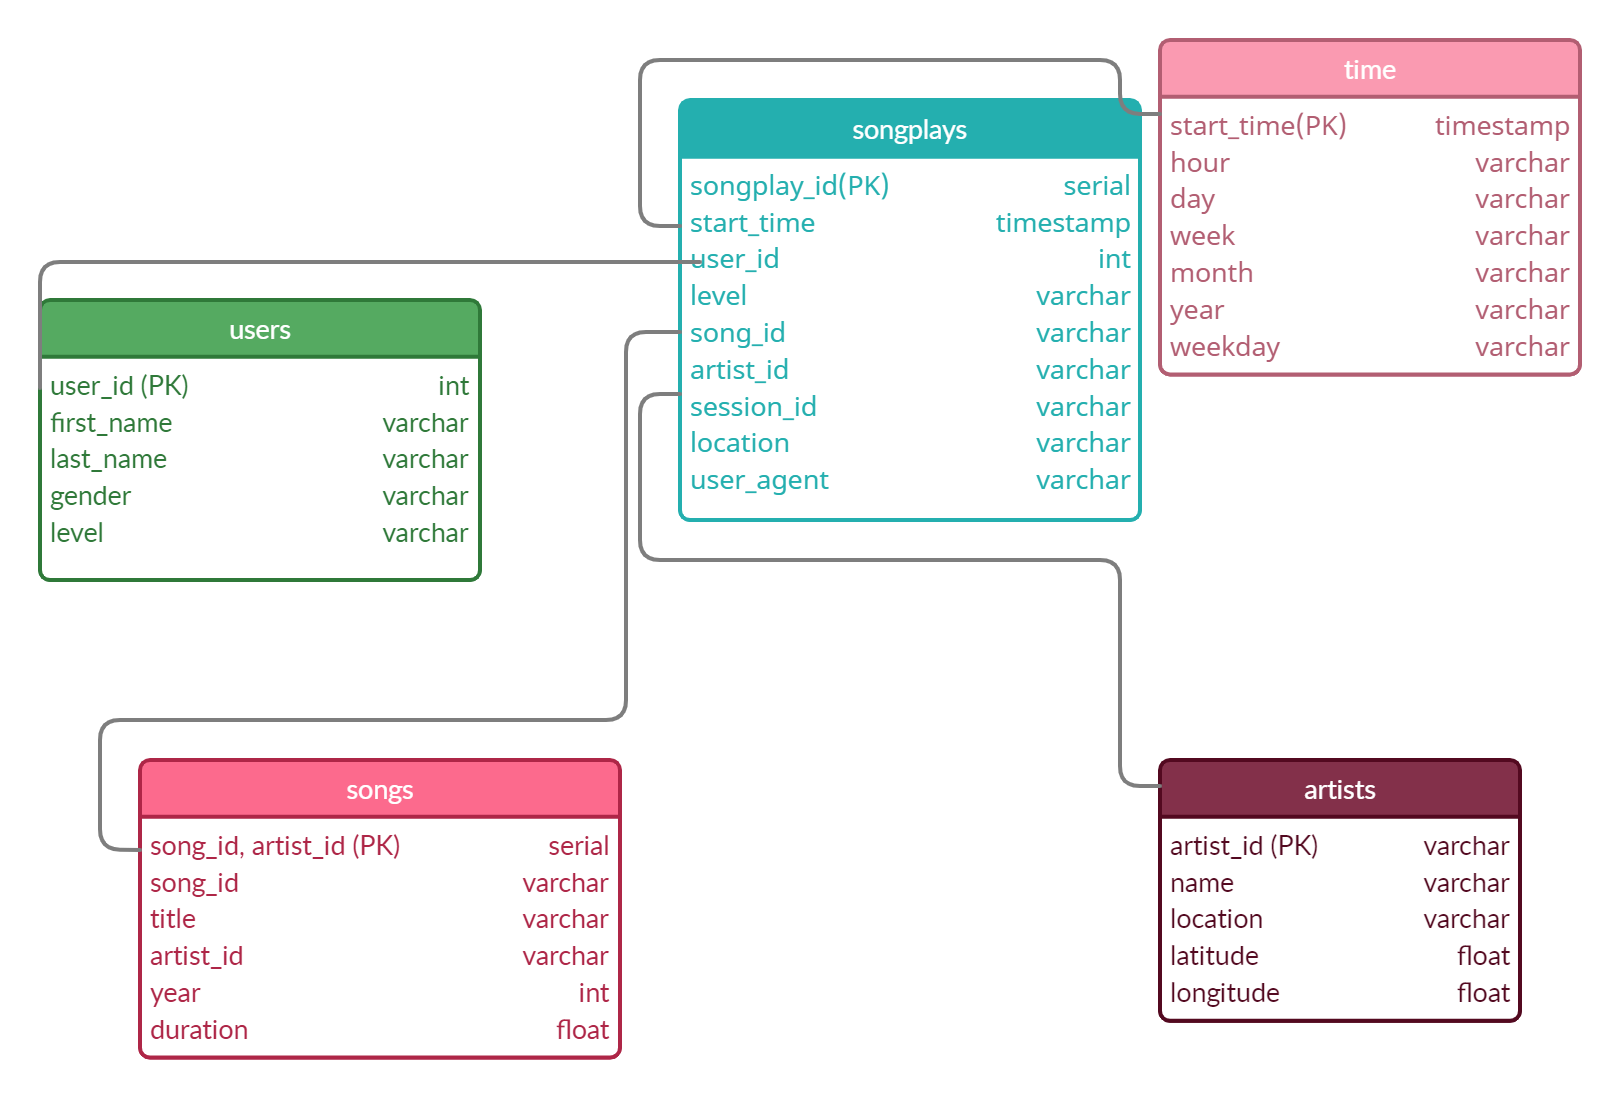 time
start_time(PK) timestamp
hour varchar
day varchar
week varchar
month varchar
year varchar
weekday varchar
songplays
songplay_id(PK) serial
start_time timestamp
user_id int
level varchar
song_id varchar
artist_id varchar
session_id varchar
location varchar
user_agent varchar
users
user_id (PK) int
first_name varchar
last_name varchar
gender varchar
level varchar
songs
song_id, artist_id (PK) serial
song_id varchar
title varchar
artist_id varchar
year int
duration float
artists
artist_id (PK) varchar
name varchar
location varchar
latitude float
longitude float